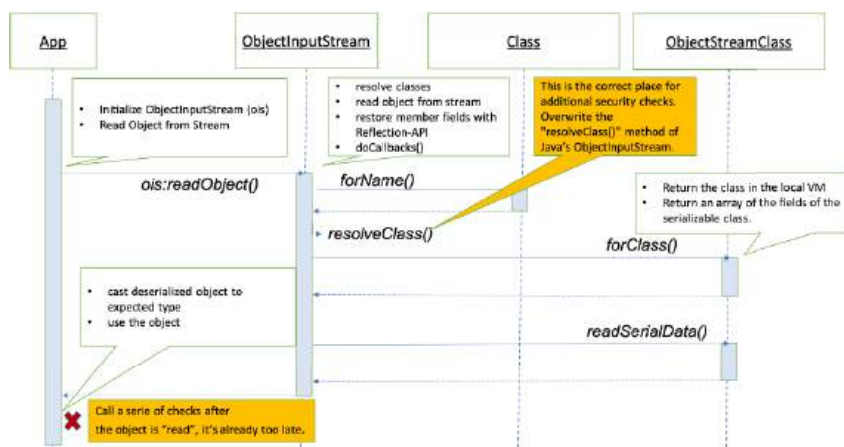 App
ObjectInputStream
Class
ObjectStreamClass
• Initialize ObjectInputStream (ois)
• Read Object from Stream
• resolve classes
• read object from stream
• restore member fields with
Reflection-API
• doCallbacks()
This is the correct place for
additional security checks.
Overwrite the
"resolveClass()" method of
Java's ObjectInputStream.
ois:readObject()
forName()
• Return the class in the local VM
• Return an array of the fields of the
serializable class.
resolveClass()
forClass()
• cast deserialized object to
expected type
• use the object
readSerialData()
Call a serie of checks after
the object is "read", it's already too late.